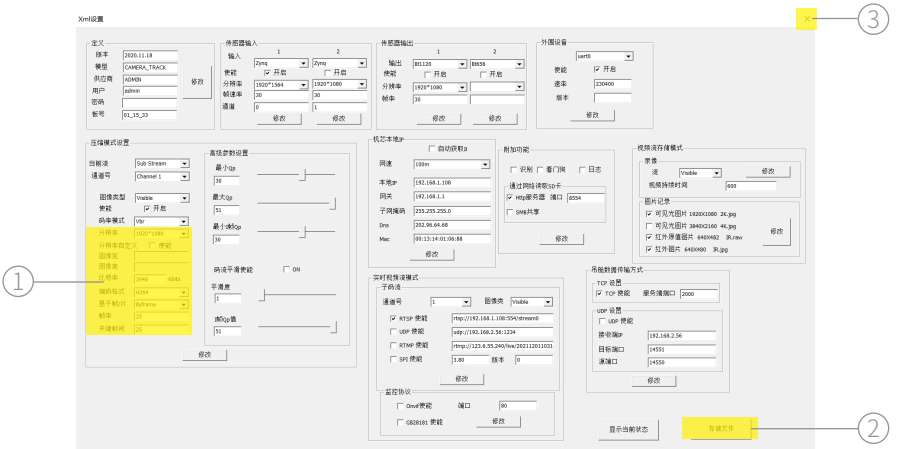 Xml设置
③
定义
版本 2020.11.18
模型 CAMERA_TRACK
供应商 ADMIN
用户 admin
密码
板号 01_15_33
修改
传感器输入
1 2
输入 Zynq Zynq
使能 开启 开启
分辨率 1920*1564 1920*1080
帧速率 30 30
通道 0 1
修改 修改
传感器输出
1 2
输出 Bt1120 Bt656
使能 开启 开启
分辨率 1920*1080
帧率 30
修改 修改
外围设备
uart0
使能 开启
速率 230400
版本
修改
压缩模式设置
当前流 Sub Stream
通道号 Channel 1
图像类型 Visible
使能 开启
码率模式 Vbr
分辨率 1920*1080
分辨率自定义 使能
图像宽
图像高
比特率 2048 Kbits
编码格式 H264
基于帧/片 Byframe
帧率 25
关键帧间 25
修改
①
高级参数设置
最小Qp
30
最大Qp
51
最小I帧Qp
30
码流平滑使能 ON
平滑度
1
I帧Qp值
51
机芯本地IP
自动获取IP
网速 100m
本地IP 192.168.1.108
网关 192.168.1.1
子网掩码 255.255.255.0
Dns 202.96.64.68
Mac 00:13:14:01:06:88
修改
附加功能
识别 看门狗 日志
通过网络读取SD卡
Http服务器 端口 8554
SMB共享
修改
视频流存储模式
录像
流 Visible 修改
视频持续时间 600
图片记录
可见光图片 1920X1080 2K.jpg
可见光图片 3840X2160 4K.jpg
红外原值图片 640X482 IR.raw
红外图片 640X480 IR.jpg
修改
实时视频流模式
子码流
通道号 1 图像类 Visible
RTSP 使能 rtsp://192.168.1.108:554/stream0
UDP 使能 udp://192.168.2.56:1234
RTMP 使能 rtmp://123.6.55.240/live/202112011031
SPI 使能 3.80 版本 0
修改
监控协议
Onvif使能 端口 80
GB28181 使能 修改
吊舱数据传输方式
TCP 设置
TCP 使能 服务端端口 2000
UDP 设置
UDP 使能
接收端IP 192.168.2.56
目标端口 14551
源端口 14550
修改
显示当前状态 存储文件
②